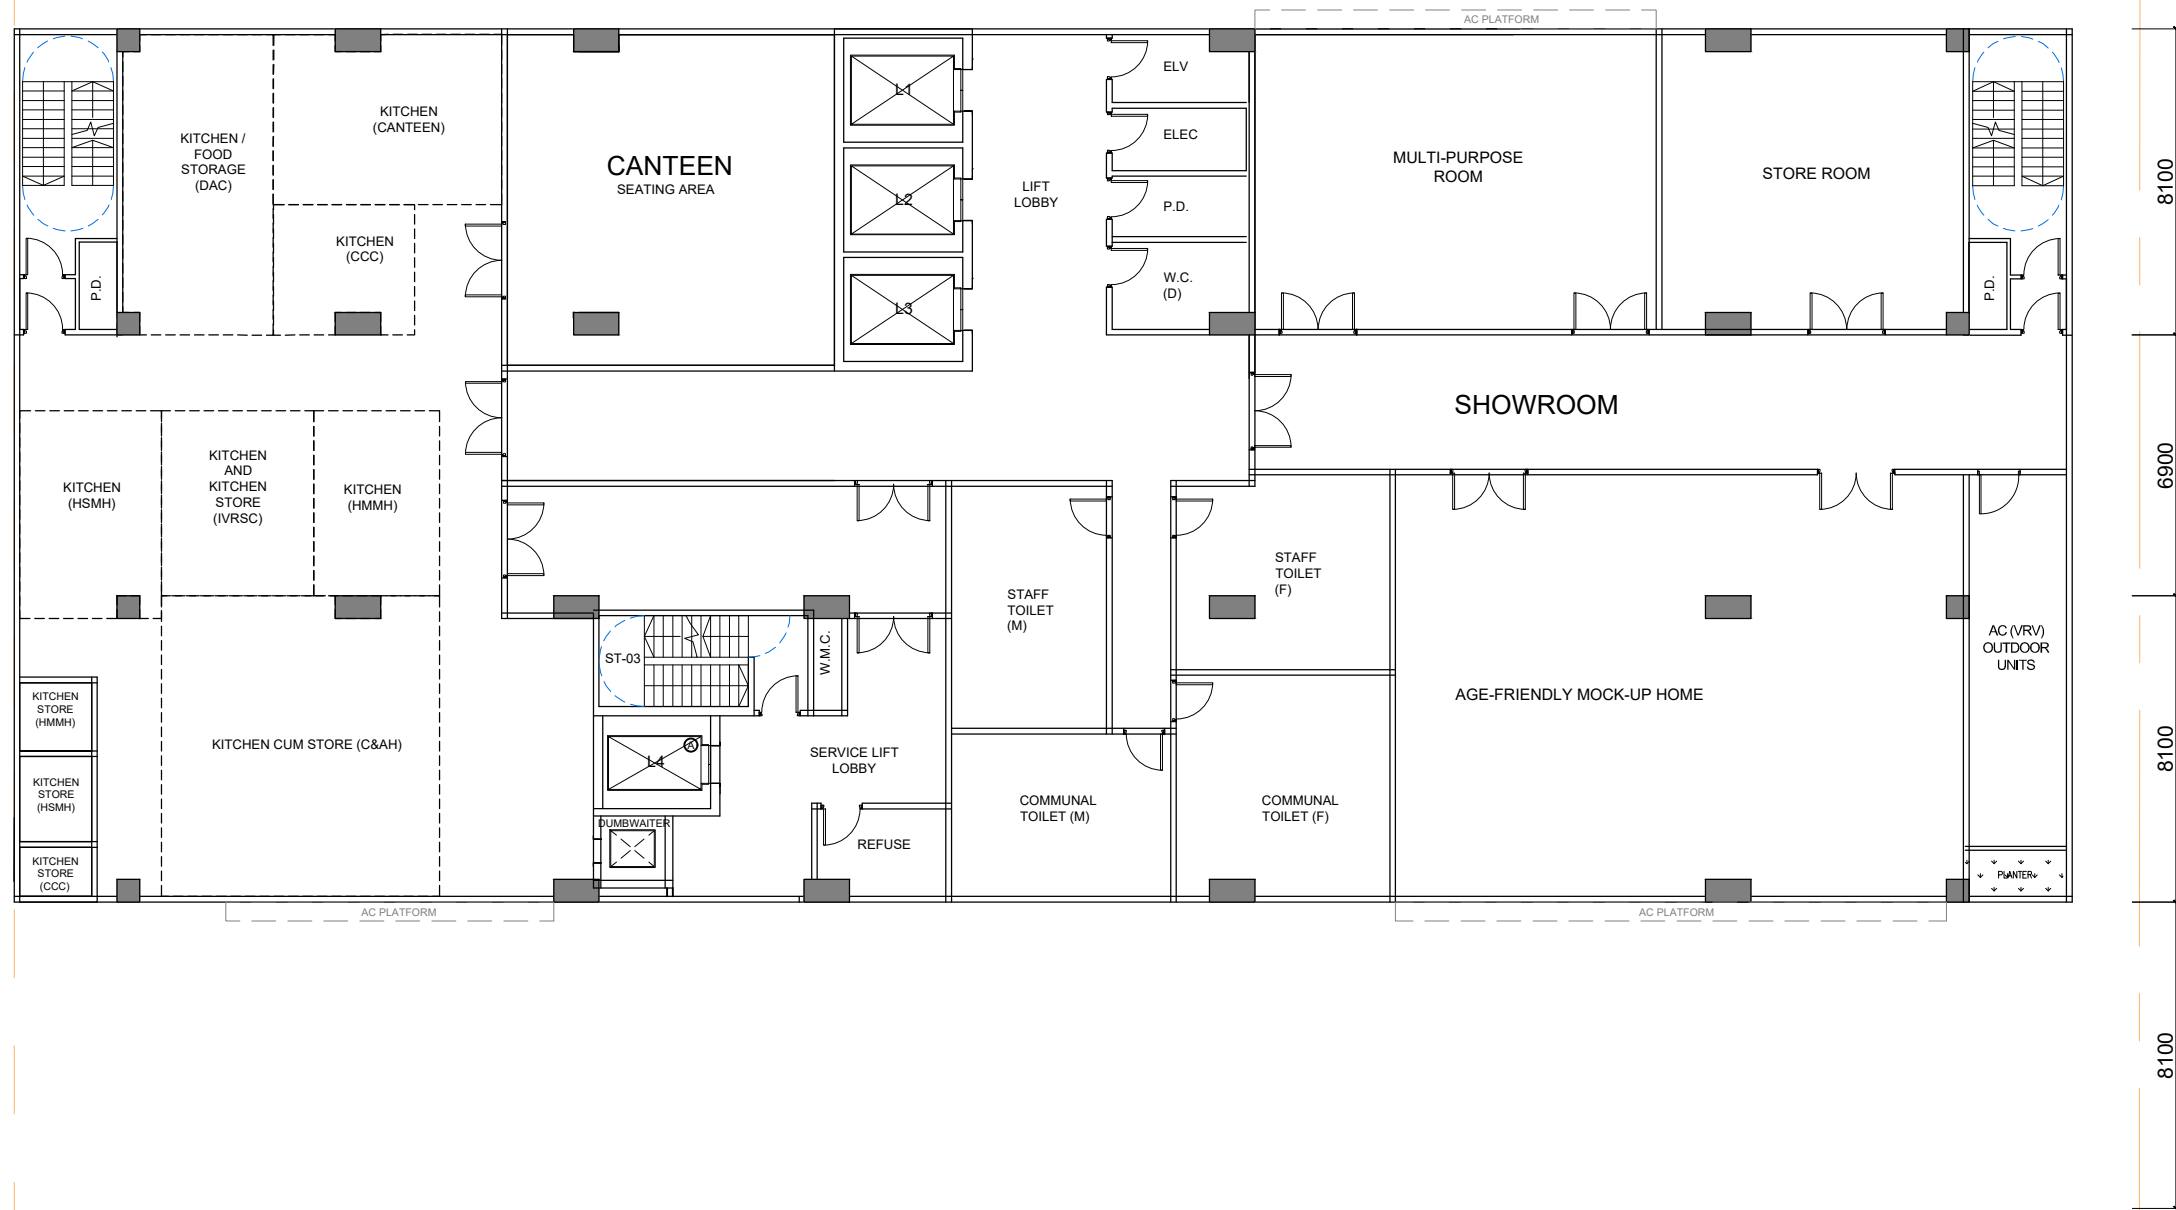 AC PLATFORM
ELV
KITCHEN
(CANTEEN)
L1
ELEC
KITCHEN /
FOOD
STORAGE
(DAC)
CANTEEN
SEATING AREA
MULTI-PURPOSE
ROOM
STORE ROOM
8100
LIFT
LOBBY
L2
P.D.
KITCHEN
(CCC)
W.C.
(D)
P.D.
P.D.
L3
SHOWROOM
KITCHEN
(HSMH)
KITCHEN
AND
KITCHEN
STORE
(IVRSC)
KITCHEN
(HMMH)
6900
STAFF
TOILET
(F)
STAFF
TOILET
(M)
ST-03
W.M.C.
AC (VRV)
OUTDOOR
UNITS
KITCHEN
STORE
(HMMH)
AGE-FRIENDLY MOCK-UP HOME
KITCHEN CUM STORE (C&AH)
A
L4
SERVICE LIFT
LOBBY
8100
KITCHEN
STORE
(HSMH)
COMMUNAL
TOILET (M)
COMMUNAL
TOILET (F)
DUMBWAITER
REFUSE
KITCHEN
STORE
(CCC)
PLANTER
AC PLATFORM
AC PLATFORM
8100